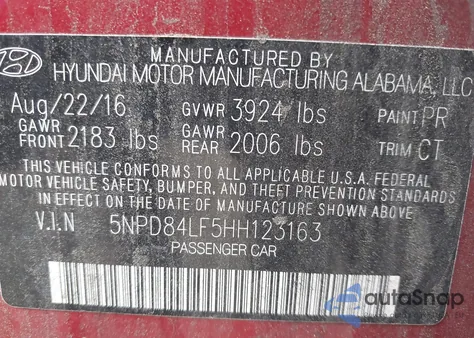 MANUFACTURED BY
HYUNDAI MOTOR MANUFACTURING ALABAMA, LLC
Aug/22/16 GVWR 3924 lbs PAINT PR
GAWR FRONT 2183 lbs GAWR REAR 2006 lbs TRIM CT
THIS VEHICLE CONFORMS TO ALL APPLICABLE U.S.A. FEDERAL
MOTOR VEHICLE SAFETY, BUMPER, AND THEFT PREVENTION STANDARDS
IN EFFECT ON THE DATE OF MANUFACTURE SHOWN ABOVE.
V.I.N 5NPD84LF5HH123163
PASSENGER CAR
autoSnap